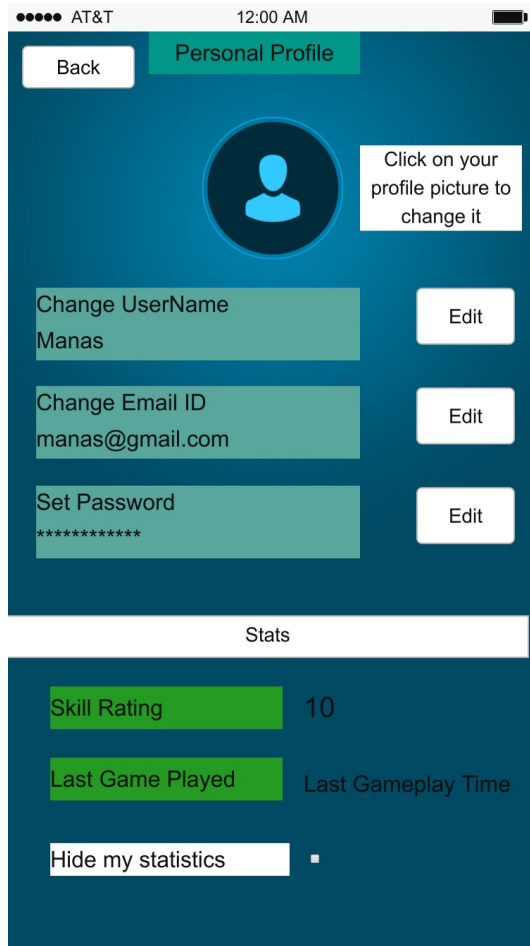 AT&T 12:00 AM
Back
Personal Profile
Click on your
profile picture to
change it
Change UserName
Manas
Edit
Change Email ID
manas@gmail.com
Edit
Set Password
************
Edit
Stats
Skill Rating 10
Last Game Played Last Gameplay Time
Hide my statistics